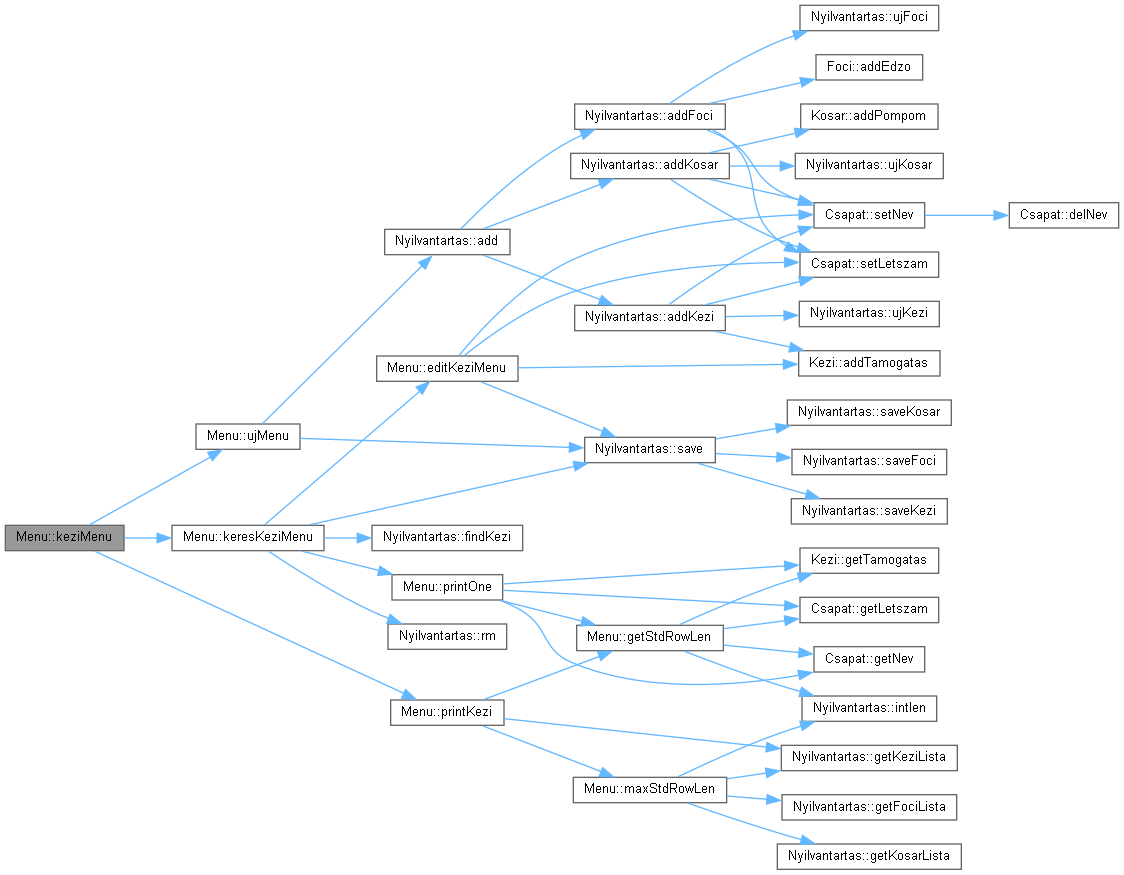 Nyilvantartas::ujFoci
Foci::addEdzo
Nyilvantartas::addFoci
Kosar::addPompom
Nyilvantartas::addKosar
Nyilvantartas::ujKosar
Csapat::setNev
Csapat::delNev
Nyilvantartas::add
Csapat::setLetszam
Nyilvantartas::addKezi
Nyilvantartas::ujKezi
Menu::editKeziMenu
Kezi::addTamogatas
Nyilvantartas::saveKosar
Menu::ujMenu
Nyilvantartas::save
Nyilvantartas::saveFoci
Nyilvantartas::saveKezi
Menu::keziMenu
Menu::keresKeziMenu
Nyilvantartas::findKezi
Kezi::getTamogatas
Menu::printOne
Csapat::getLetszam
Nyilvantartas::rm
Menu::getStdRowLen
Csapat::getNev
Menu::printKezi
Nyilvantartas::intlen
Nyilvantartas::getKeziLista
Menu::maxStdRowLen
Nyilvantartas::getFociLista
Nyilvantartas::getKosarLista